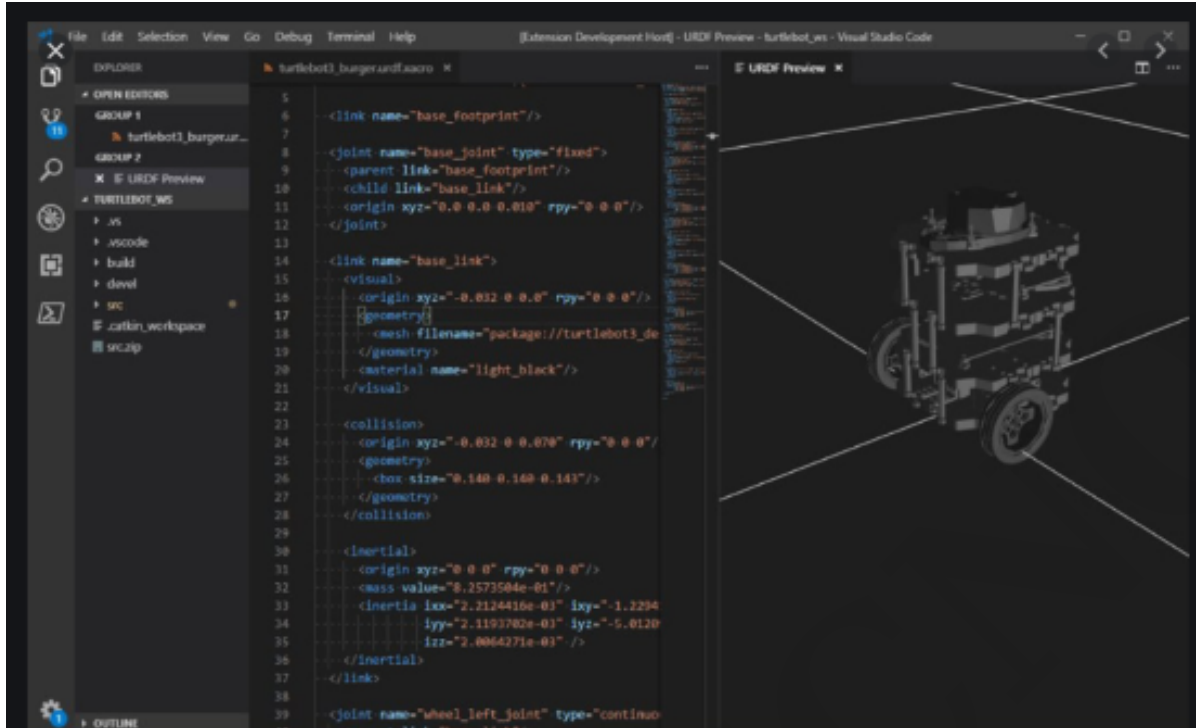 File Edit Selection View Go Debug Terminal Help
[Extension Development Host] - URDF Preview - turtlebot_ws - Visual Studio Code
EXPLORER
OPEN EDITORS
GROUP 1
turtlebot3_burger.ur...
GROUP 2
URDF Preview
TURTLEBOT_WS
.vs
.vscode
build
devel
src
.catkin_workspace
src.zip
OUTLINE
11
1
turtlebot3_burger.urdf.xacro
5
6 <link name="base_footprint"/>
7
8 <joint name="base_joint" type="fixed">
9 <parent link="base_footprint"/>
10 <child link="base_link"/>
11 <origin xyz="0.0 0.0 0.010" rpy="0 0 0"/>
12 </joint>
13
14 <link name="base_link">
15 <visual>
16 <origin xyz="-0.032 0 0.0" rpy="0 0 0"/>
17 <geometry>
18 <mesh filename="package://turtlebot3_de
19 </geometry>
20 <material name="light_black"/>
21 </visual>
22
23 <collision>
24 <origin xyz="-0.032 0 0.070" rpy="0 0 0"/
25 <geometry>
26 <box size="0.140 0.140 0.143"/>
27 </geometry>
28 </collision>
29
30 <inertial>
31 <origin xyz="0 0 0" rpy="0 0 0"/>
32 <mass value="8.2573504e-01"/>
33 <inertia ixx="2.2124416e-03" ixy="-1.2294
34 iyy="2.1193702e-03" iyz="-5.0120
35 izz="2.0064271e-03" />
36 </inertial>
37 </link>
38
39 <joint name="wheel_left_joint" type="continuo
URDF Preview